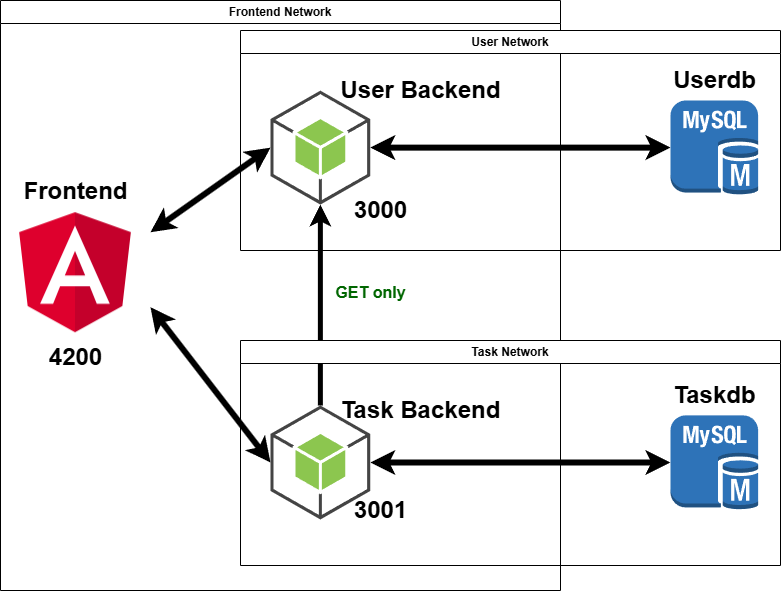 Frontend Network
User Network
User Backend
Userdb
MySQL
M
Frontend
3000
GET only
4200
Task Network
Task Backend
Taskdb
MySQL
M
3001